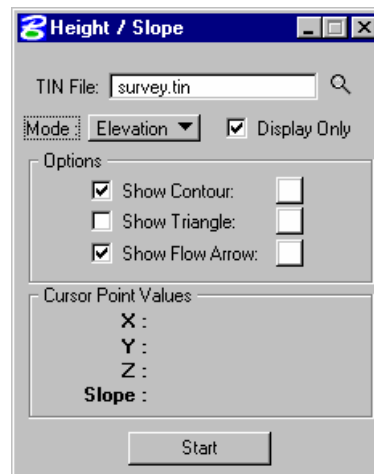 Height / Slope
TIN File: survey.tin
Mode : Elevation Display Only
Options
Show Contour:
Show Triangle:
Show Flow Arrow:
Cursor Point Values
X :
Y :
Z :
Slope :
Start